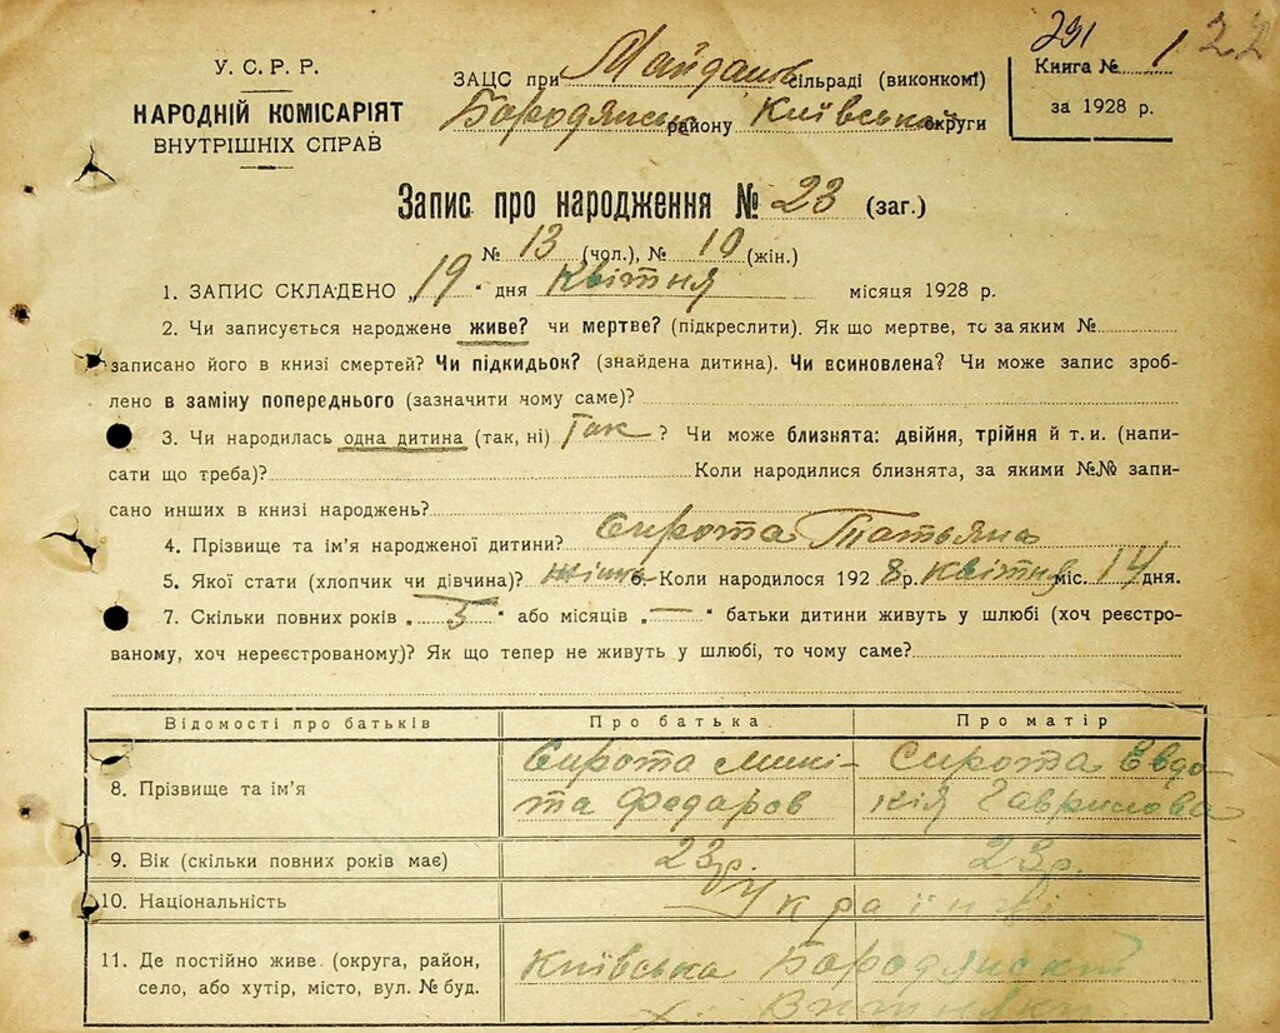 291
22
У. С. Р. Р.
НАРОДНІЙ КОМІСАРІЯТ
ВНУТРІШНІХ СПРАВ
ЗАЦС при Майданів сільраді (виконкомі)
Бородянськ району Київської округи
Книга № 1
за 1928 р.
Запис про народження № 23 (заг.)
№ 13 (чол.), № 10 (жін.)
1. ЗАПИС СКЛАДЕНО „19" дня Квітня місяця 1928 р.
2. Чи записується народжене живе? чи мертве? (підкреслити). Як що мертве, то за яким №
записано його в книзі смертей? Чи підкидьок? (знайдена дитина). Чи всиновлена? Чи може запис зроб-
лено в заміну попереднього (зазначити чому саме)?
3. Чи народилась одна дитина (так, ні) Так ? Чи може близнята: двійня, трійня й т. и. (напи-
сати що треба)? Коли народилися близнята, за якими №№ запи-
сано инших в книзі народжень?
4. Прізвище та ім'я народженої дитини? Сирота Татьяна
5. Якої стати (хлопчик чи дівчина)? 6. Коли народилося 1928 р. Квітня міс. 14 дня.
7. Скільки повних років „5" або місяців „—" батьки дитини живуть у шлюбі (хоч реєстро-
ваному, хоч нереєстрованому)? Як що тепер не живуть у шлюбі, то чому саме?
Відомості про батьків Про батька Про матір
8. Прізвище та ім'я Сирота Мики- Сирота Евдо
та Федоров кія Гаврилова
9. Вік (скільки повних років має) 23 р. 23 р.
10. Національність Українці
11. Де постійно живе (округа, район, Київська Бородянский
село, або хутір, місто, вул. № буд. х.